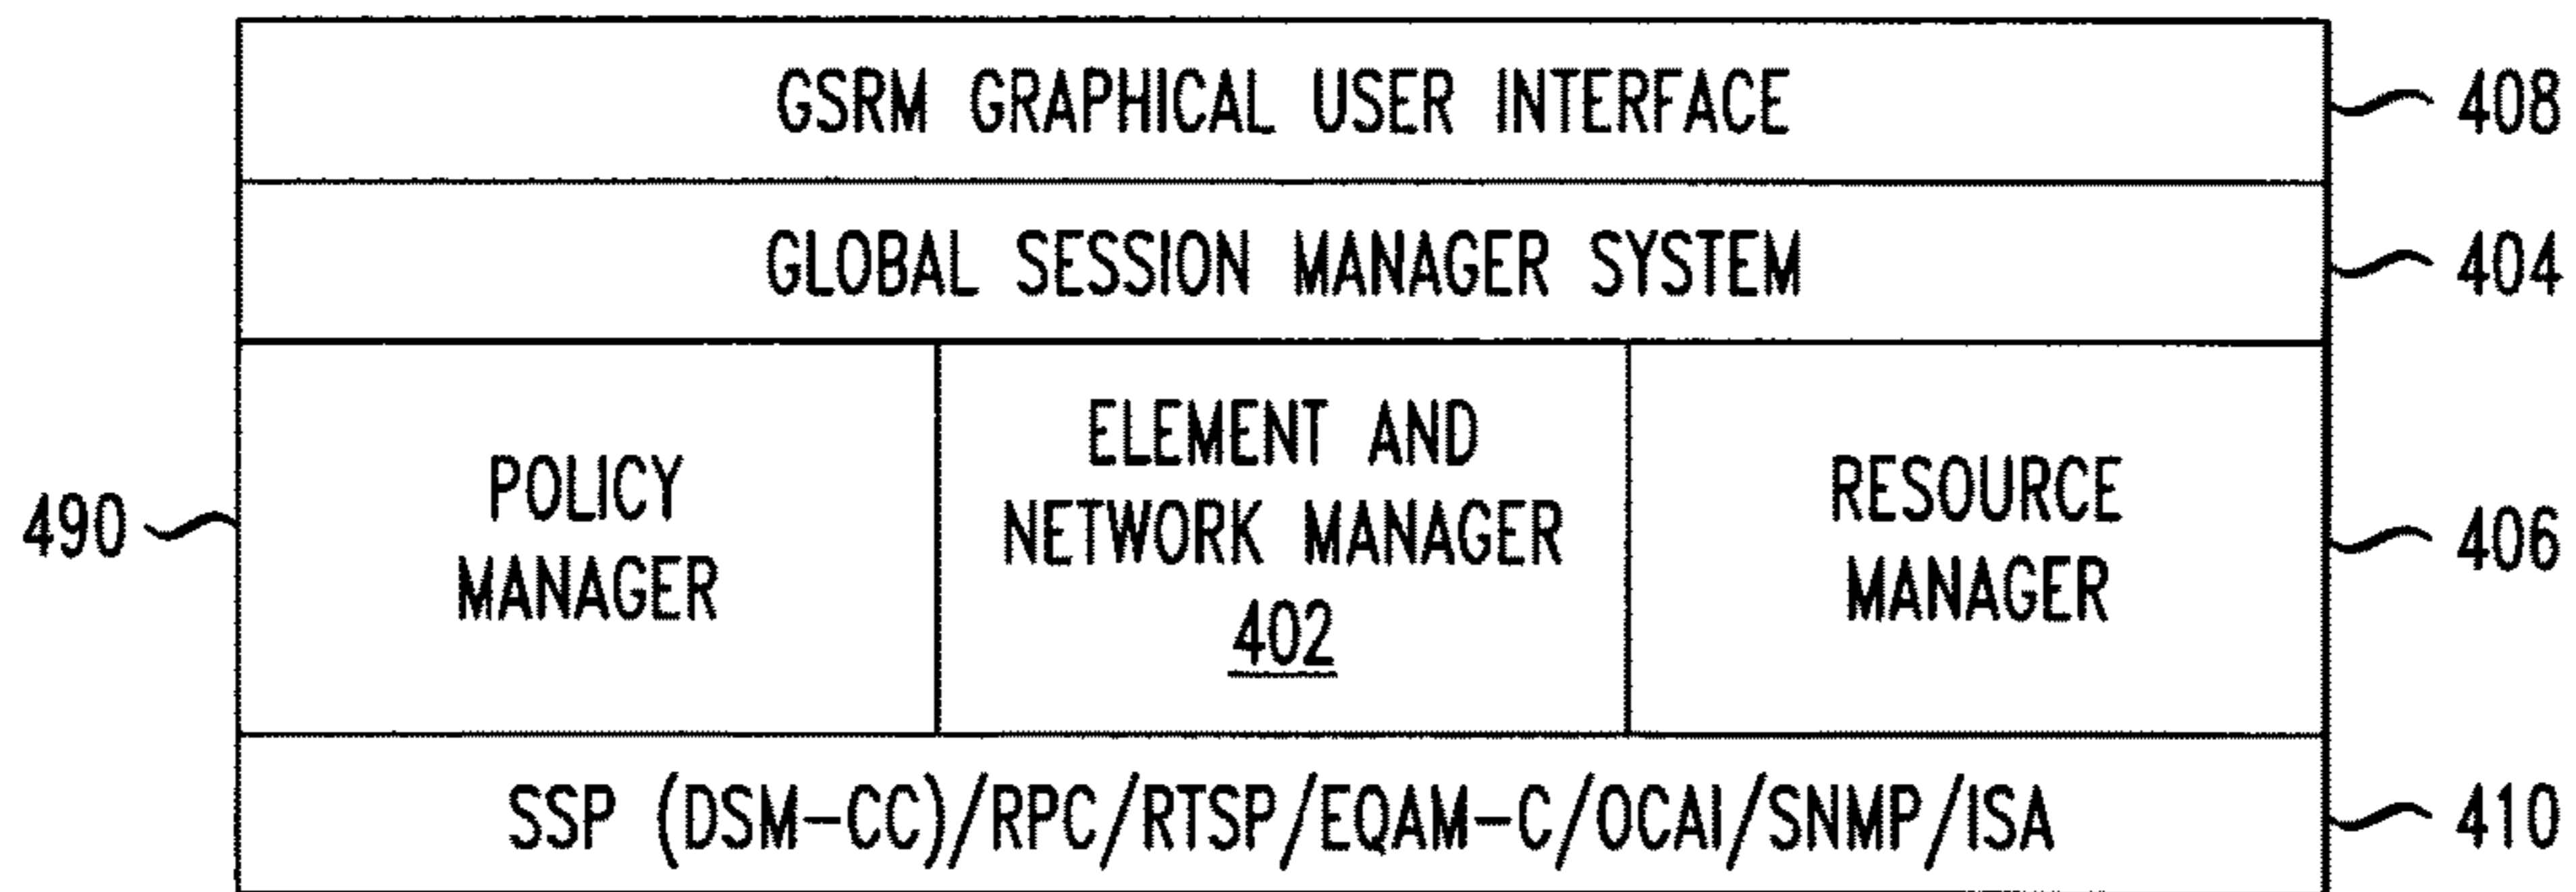 GSRM GRAPHICAL USER INTERFACE
408
GLOBAL SESSION MANAGER SYSTEM
404
490
POLICY
MANAGER
ELEMENT AND
NETWORK MANAGER
402
RESOURCE
MANAGER
406
SSP (DSM-CC)/RPC/RTSP/EQAM-C/OCAI/SNMP/ISA
410